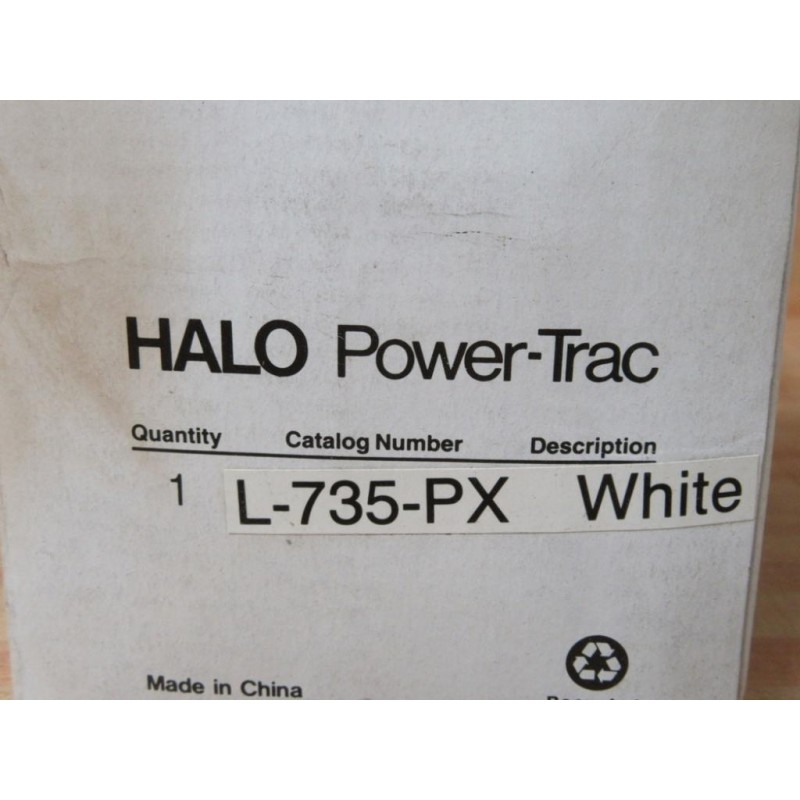 HALO Power-Trac
Quantity Catalog Number Description
1 L-735-PX White
Made in China